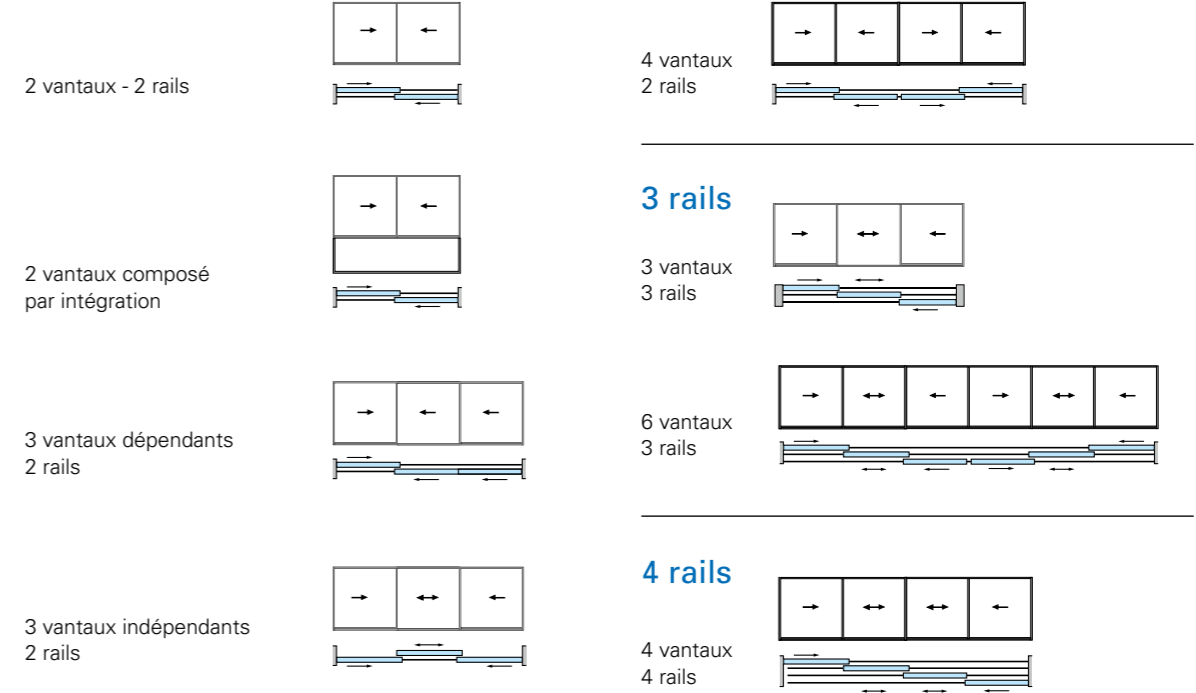 2 vantaux - 2 rails
2 vantaux composé
par intégration
3 vantaux dépendants
2 rails
3 vantaux indépendants
2 rails
4 vantaux
2 rails
3 rails
3 vantaux
3 rails
6 vantaux
3 rails
4 rails
4 vantaux
4 rails